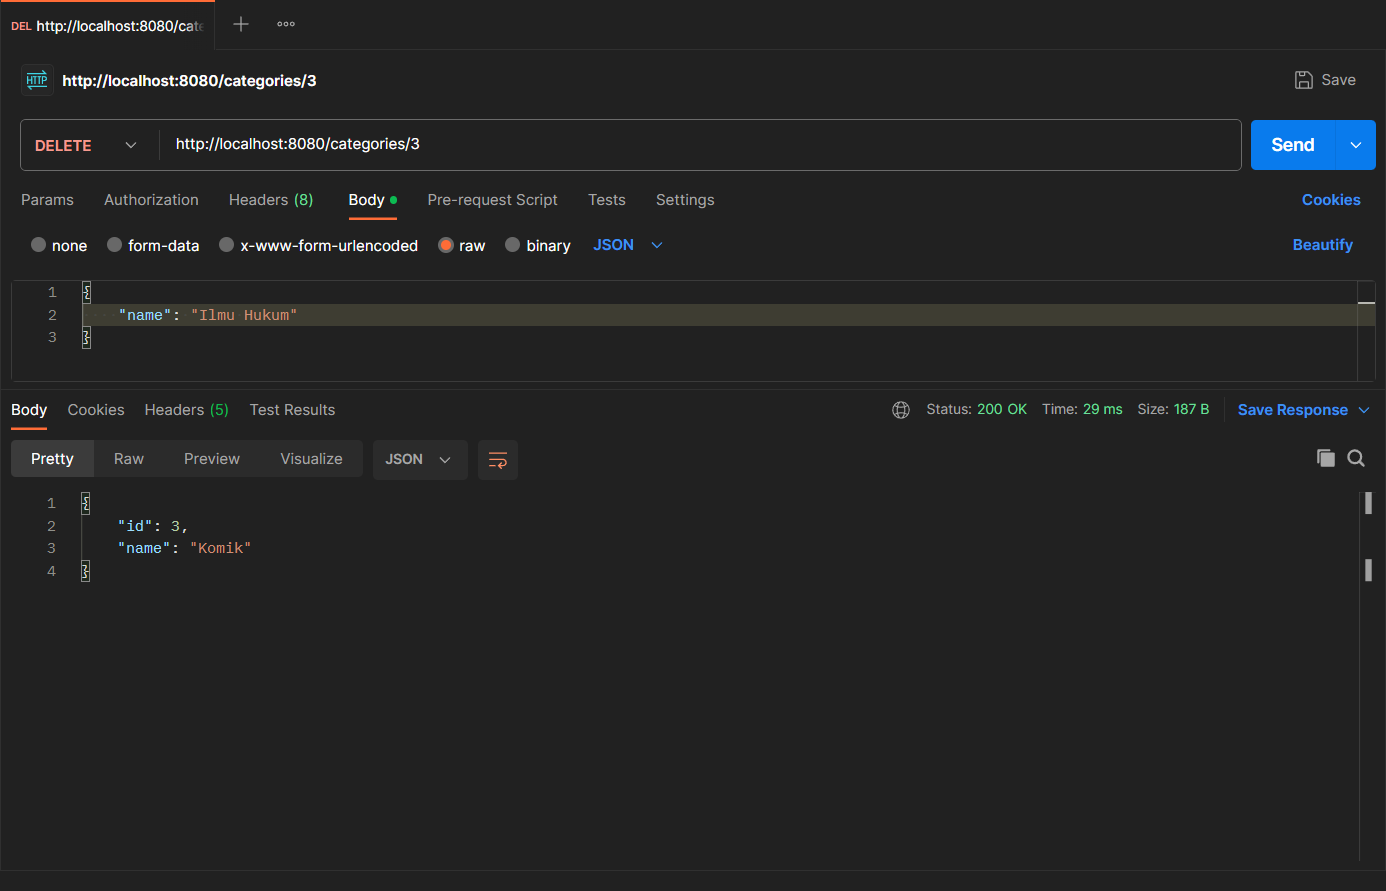 DEL http://localhost:8080/cate
http://localhost:8080/categories/3
Save
DELETE http://localhost:8080/categories/3 Send
Params Authorization Headers (8) Body Pre-request Script Tests Settings Cookies
none form-data x-www-form-urlencoded raw binary JSON Beautify
1 {
2 "name": "Ilmu Hukum"
3 }
Body Cookies Headers (5) Test Results Status: 200 OK Time: 29 ms Size: 187 B Save Response
Pretty Raw Preview Visualize JSON
1 {
2 "id": 3,
3 "name": "Komik"
4 }